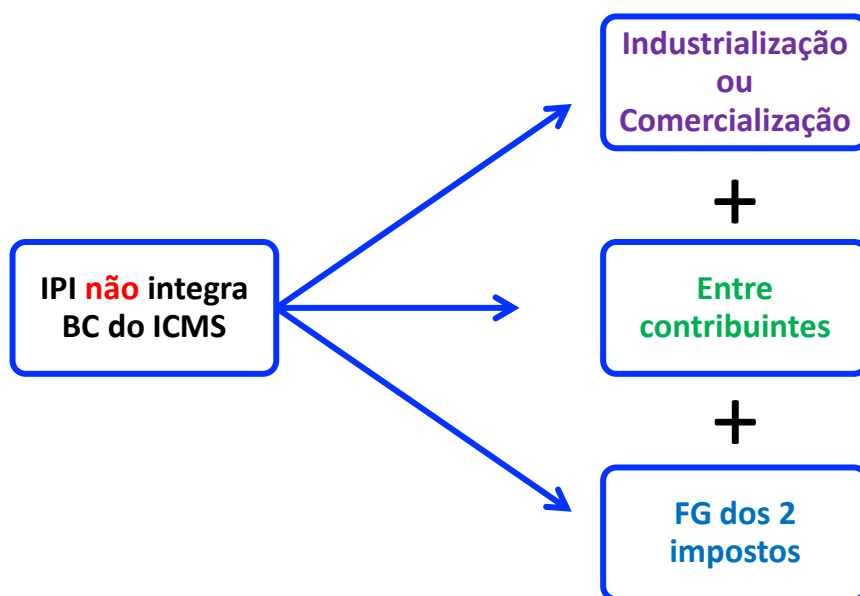 IPI não integra
BC do ICMS
Industrialização
ou
Comercialização
+
Entre
contribuintes
+
FG dos 2
impostos